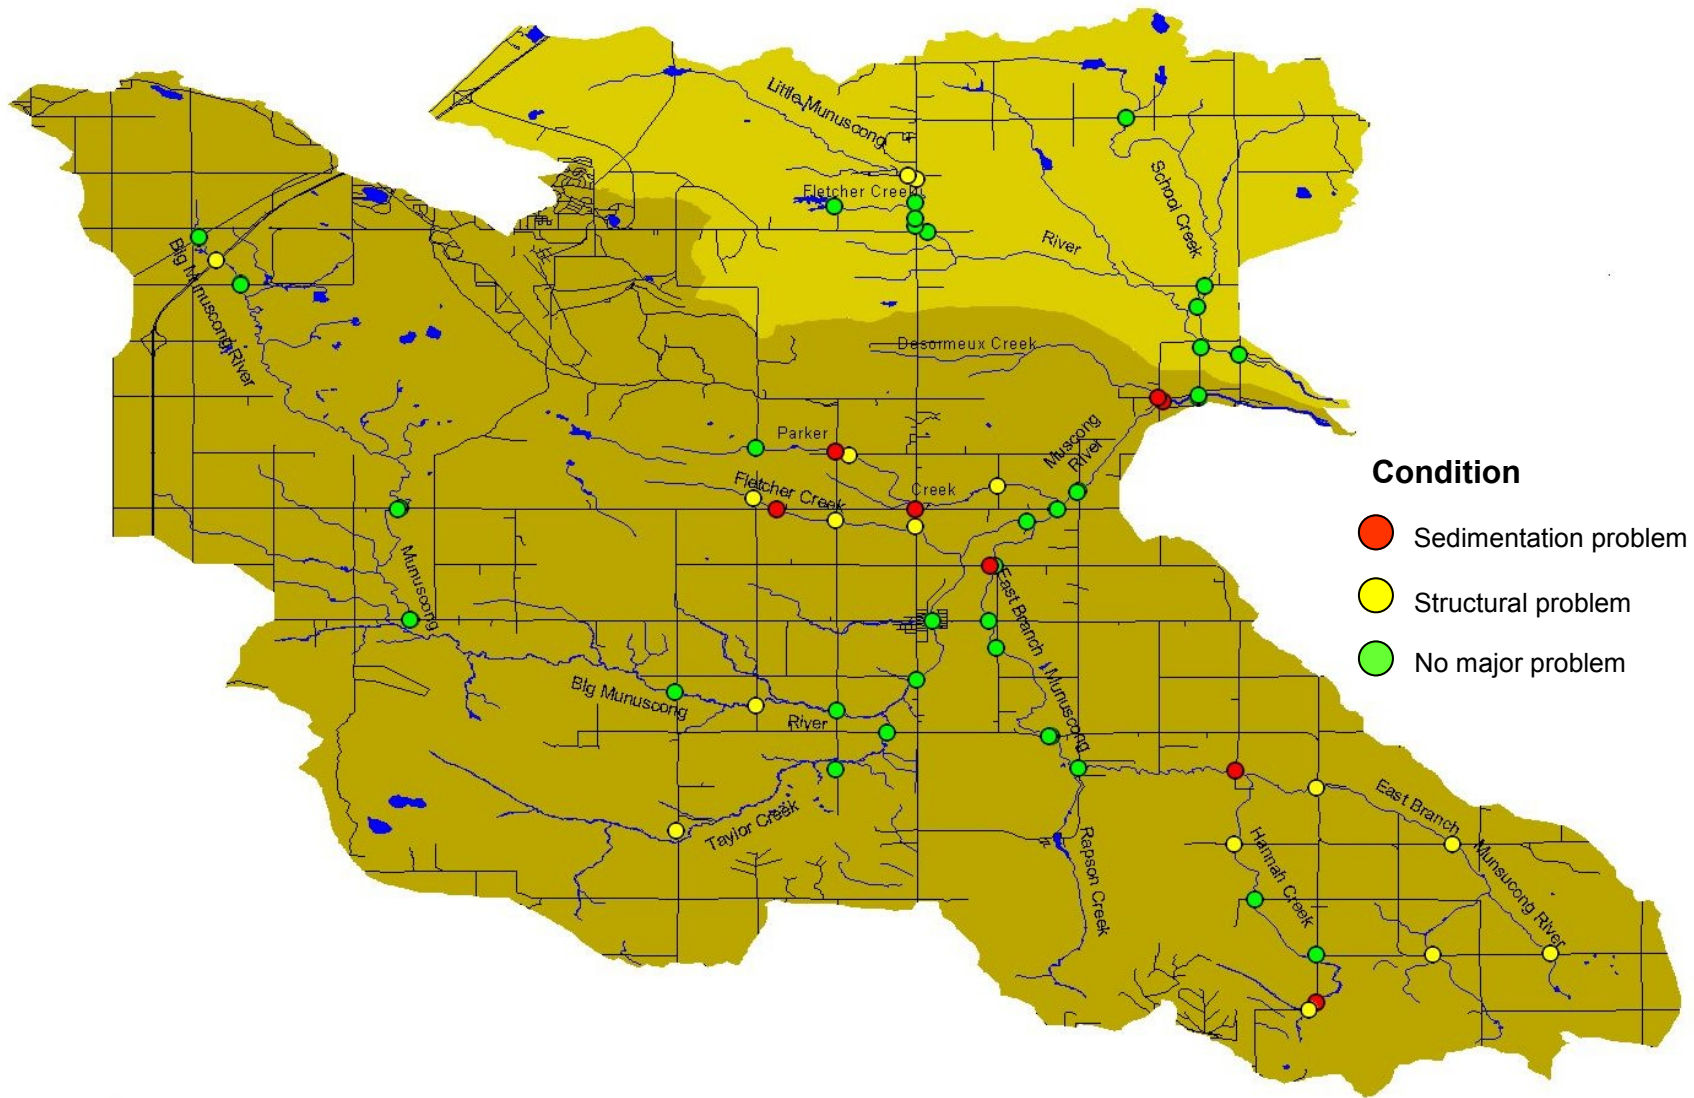 Little Munuscong
Fletcher Creek
School Creek
River
Big Munuscong River
Desormeux Creek
Muscong
River
Parker
Creek
Fletcher Creek
Condition
Sedimentation problem
Structural problem
No major problem
Munuscong
East Branch Munuscong
Big Munuscong
River
Taylor Creek
Rapson Creek
Hannah Creek
East Branch
Munsucong River